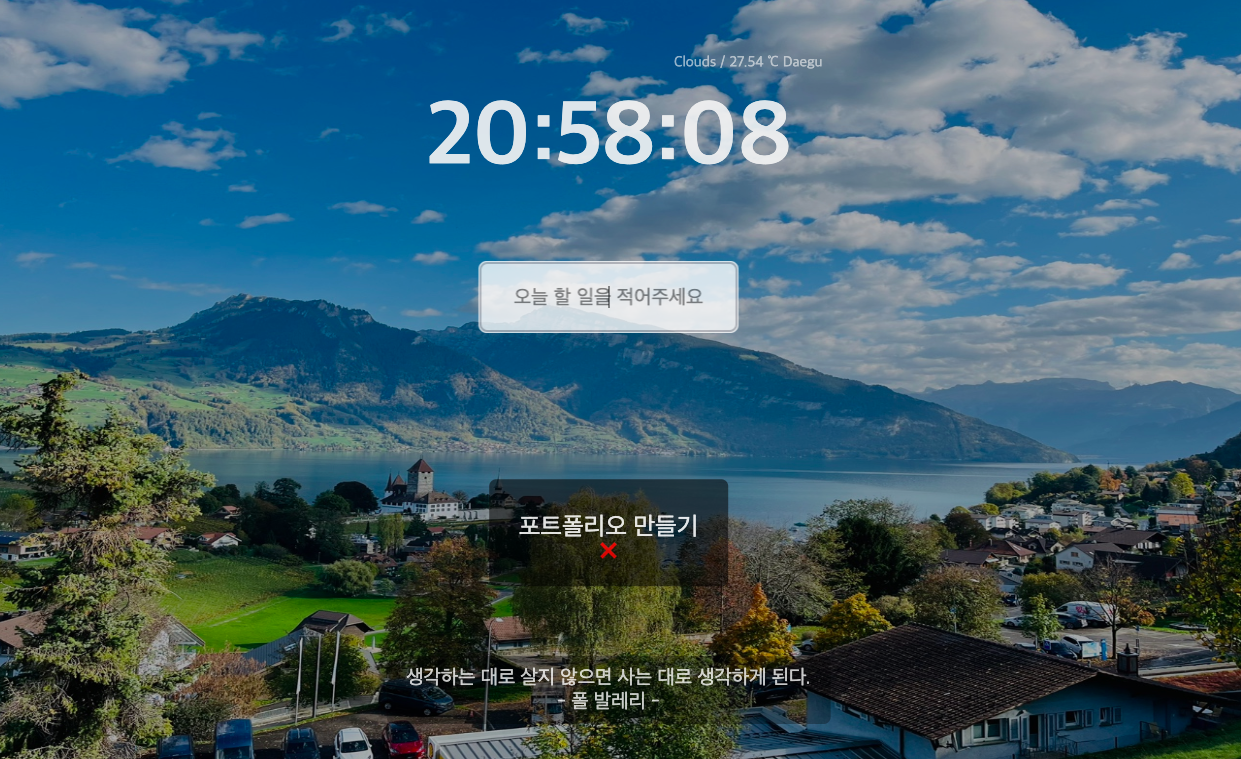 Clouds / 27.54 ℃ Daegu
20:58:08
오늘 할 일을 적어주세요
포트폴리오 만들기
❌
생각하는 대로 살지 않으면 사는 대로 생각하게 된다.
- 폴 발레리 -